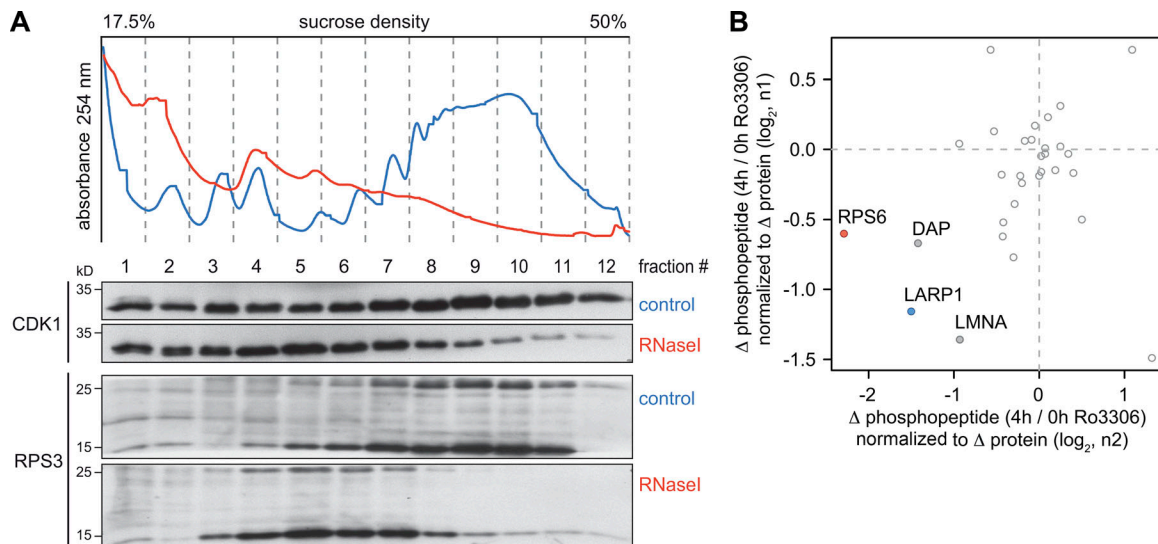 A
17.5% sucrose density 50%
absorbance 254 nm
kD 1 2 3 4 5 6 7 8 9 10 11 12 fraction #
35
CDK1
control
35
RNaseI
RPS3
25
control
15
25
RNaseI
15
B
Δ phosphopeptide (4h / 0h Ro3306)
normalized to Δ protein (log₂, n1)
0.5
0.0
-0.5
-1.0
-1.5
RPS6
DAP
LARP1
LMNA
-2 -1 0 1
Δ phosphopeptide (4h / 0h Ro3306)
normalized to Δ protein (log₂, n2)